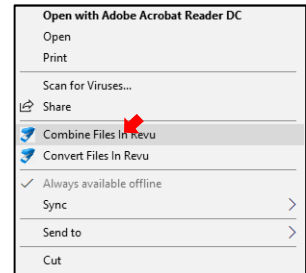 Open with Adobe Acrobat Reader DC
Open
Print
Scan for Viruses...
Share
Combine Files In Revu
Convert Files In Revu
Always available offline
Sync
Send to
Cut